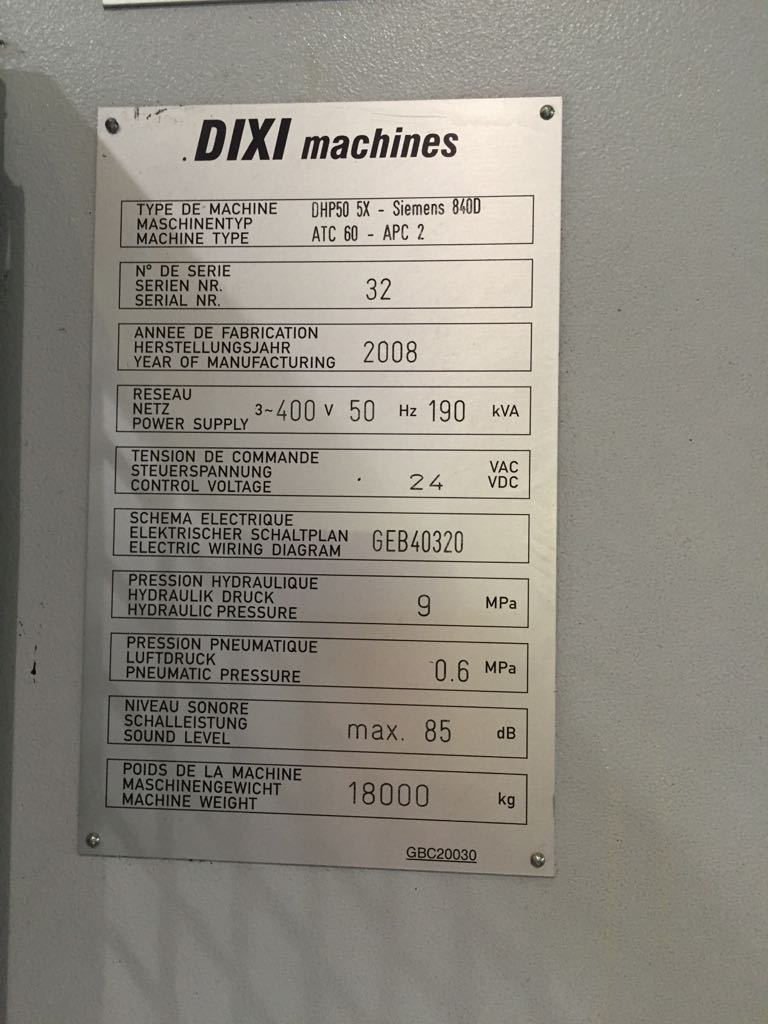 DIXI machines
TYPE DE MACHINE DHP50 5X - Siemens 840D
MASCHINENTYP
MACHINE TYPE ATC 60 - APC 2
N° DE SERIE
SERIEN NR. 32
SERIAL NR.
ANNEE DE FABRICATION
HERSTELLUNGSJAHR 2008
YEAR OF MANUFACTURING
RESEAU
NETZ 3~400 V 50 Hz 190 kVA
POWER SUPPLY
TENSION DE COMMANDE VAC
STEUERSPANNUNG 24 VDC
CONTROL VOLTAGE
SCHEMA ELECTRIQUE
ELEKTRISCHER SCHALTPLAN GEB40320
ELECTRIC WIRING DIAGRAM
PRESSION HYDRAULIQUE
HYDRAULIK DRUCK 9 MPa
HYDRAULIC PRESSURE
PRESSION PNEUMATIQUE
LUFTDRUCK 0.6 MPa
PNEUMATIC PRESSURE
NIVEAU SONORE
SCHALLEISTUNG max. 85 dB
SOUND LEVEL
POIDS DE LA MACHINE
MASCHINENGEWICHT 18000 kg
MACHINE WEIGHT
GBC20030